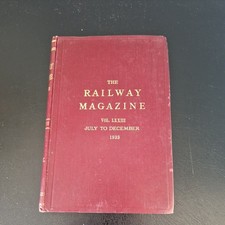 THE
RAILWAY
MAGAZINE
VOL. LXXXIII
JULY TO DECEMBER
1938